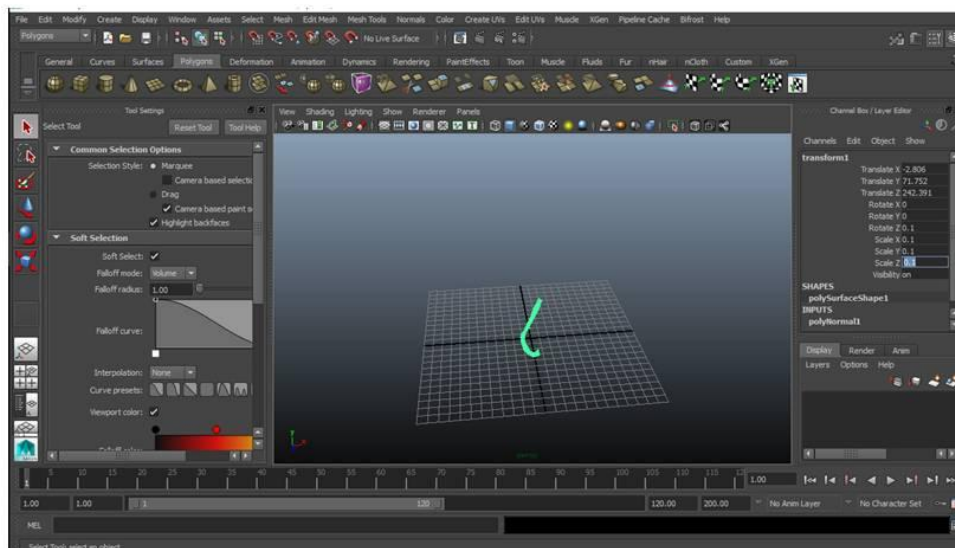 File Edit Modify Create Display Window Assets Select Mesh Edit Mesh Mesh Tools Normals Color Create UVs Edit UVs Muscle XGen Pipeline Cache Bifrost Help
Polygons No Live Surface
General Curves Surfaces Polygons Deformation Animation Dynamics Rendering PaintEffects Toon Muscle Fluids Fur nHair nCloth Custom XGen
Tool Settings
Select Tool Reset Tool Tool Help
Common Selection Options
Selection Style: Marquee
Camera based selectio
Drag
Camera based paint s
Highlight backfaces
Soft Selection
Soft Select:
Falloff mode: Volume
Falloff radius: 1.00
Falloff curve:
Interpolation: None
Curve presets:
Viewport color:
Falloff color:
View Shading Lighting Show Renderer Panels
Channel Box / Layer Editor
Channels Edit Object Show
transform1
Translate X -2.806
Translate Y 71.752
Translate Z 242.391
Rotate X 0
Rotate Y 0
Rotate Z 0.1
Scale X 0.1
Scale Y 0.1
Scale Z 0.1
Visibility on
SHAPES
polySurfaceShape1
INPUTS
polyNormal1
Display Render Anim
Layers Options Help
1 5 10 15 20 25 30 35 40 45 50 55 60 65 70 75 80 85 90 95 100 105 110 115 12 1.00
1.00 1.00 1 120 120.00 200.00 No Anim Layer No Character Set
MEL
Select Tool: select an object